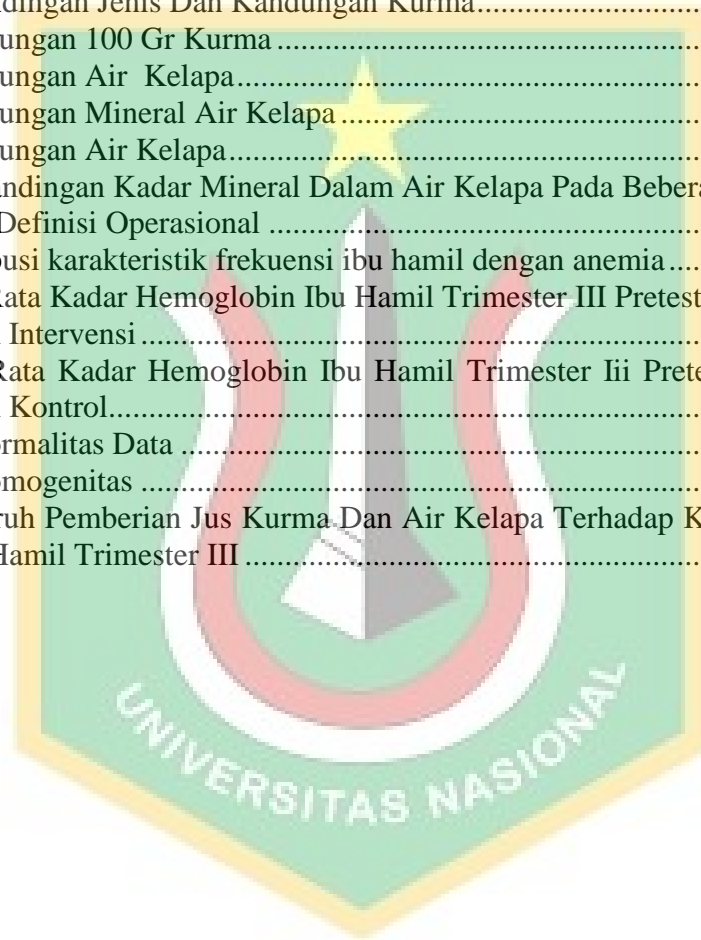 dingan Jenis Dan Kandungan Kurma..............................
ungan 100 Gr Kurma......................................................
ungan Air Kelapa...........................................................
ungan Mineral Air Kelapa..............................................
ungan Air Kelapa............................................................
andingan Kadar Mineral Dalam Air Kelapa Pada Bebera
Definisi Operasional.......................................................
busi karakteristik frekuensi ibu hamil dengan anemia.....
Rata Kadar Hemoglobin Ibu Hamil Trimester III Pretest
Intervensi.......................................................................
Rata Kadar Hemoglobin Ibu Hamil Trimester Iii Prete
Kontrol...........................................................................
ormalitas Data................................................................
omogenitas.....................................................................
ruh Pemberian Jus Kurma Dan Air Kelapa Terhadap K
Hamil Trimester III........................................................
UNIVERSITAS NASIONAL